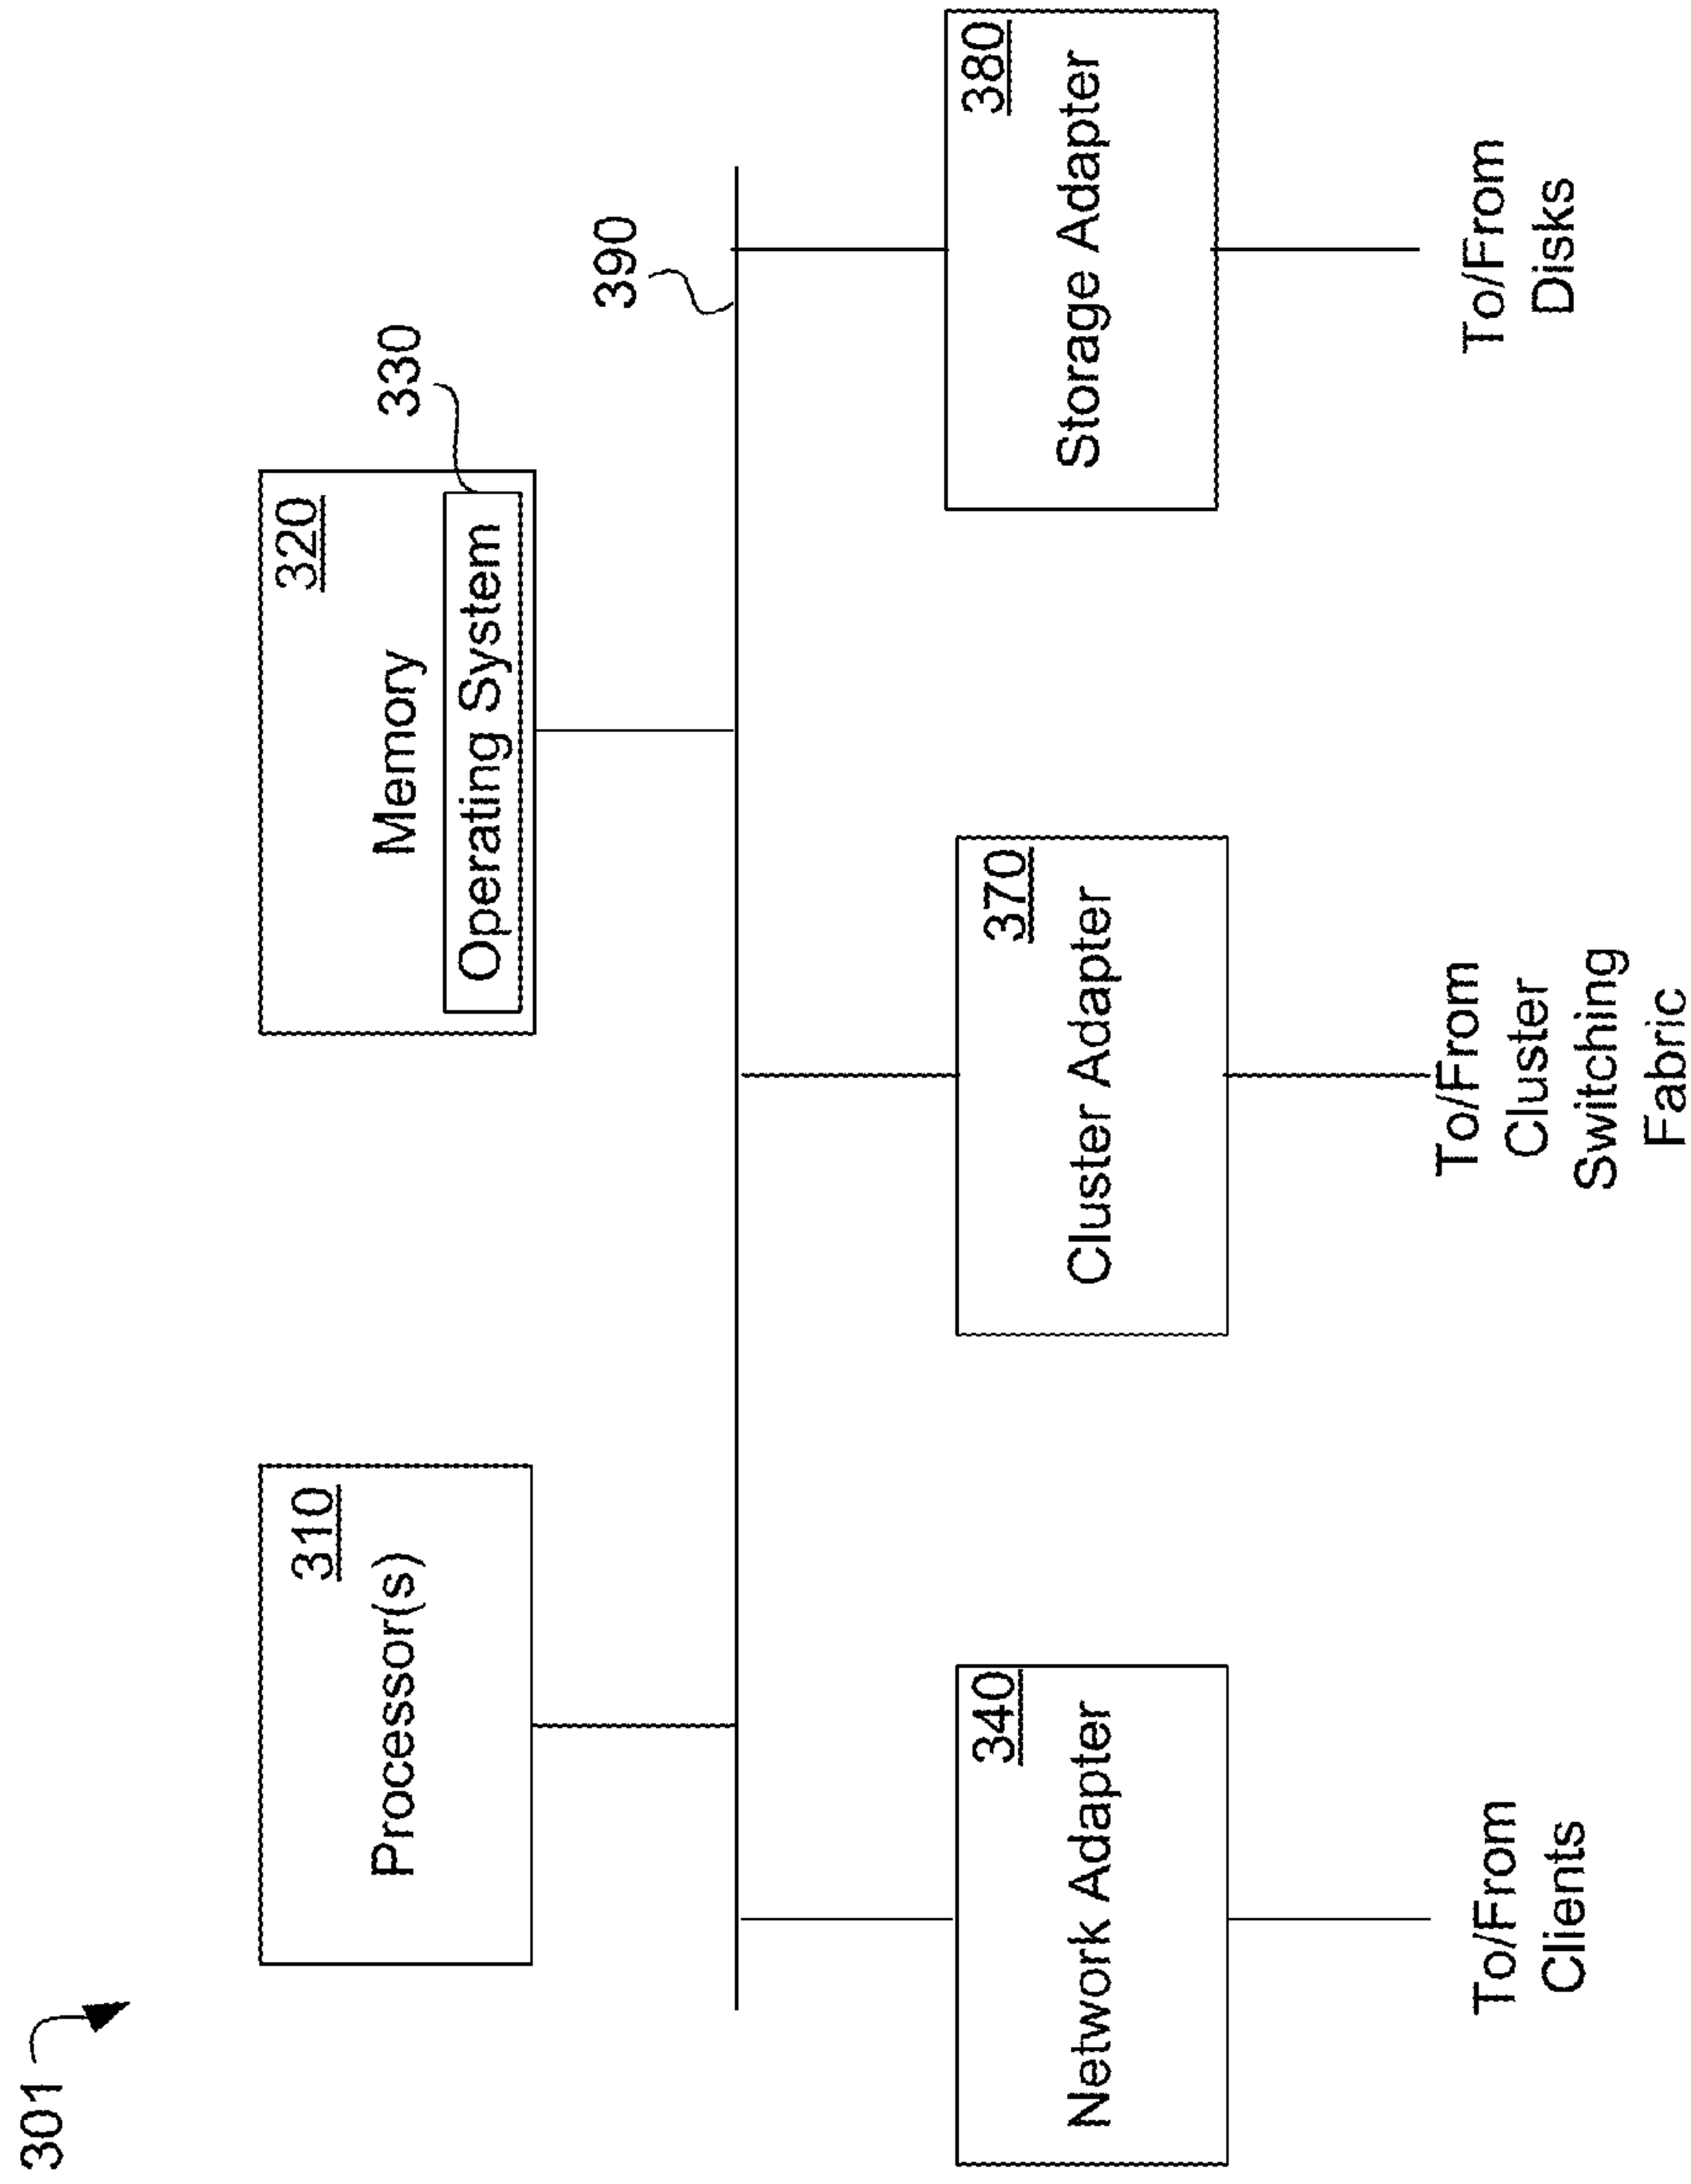 301
310
Processor(s)
320
Memory
Operating System
330
390
340
Network Adapter
370
Cluster Adapter
380
Storage Adapter
To/From
Clients
To/From
Cluster
Switching
Fabric
To/From
Disks